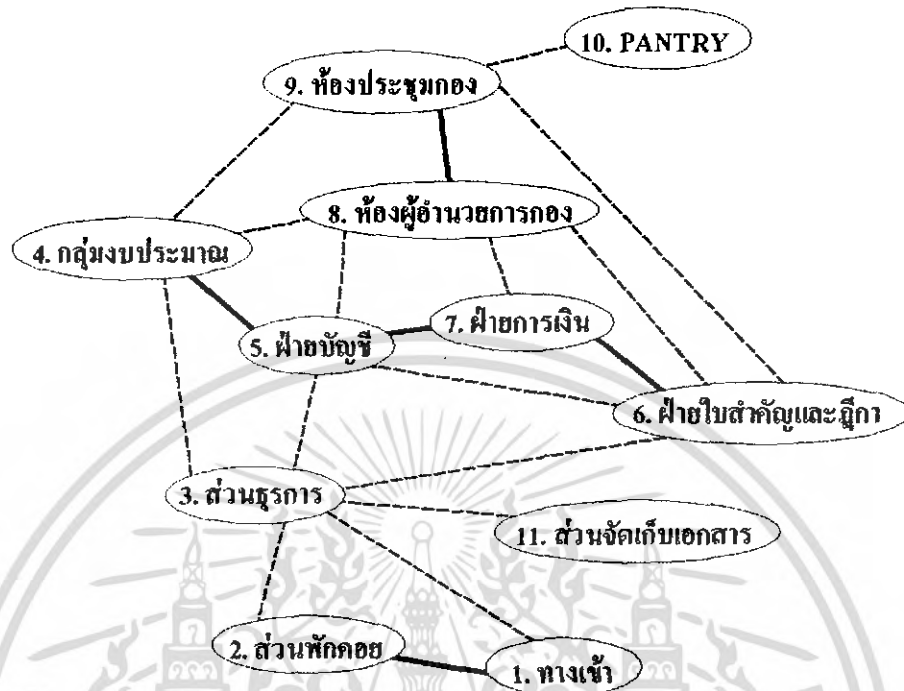 10. PANTRY
9. ห้องประชุมกอง
8. ห้องผู้อำนวยการกอง
4. กลุ่มงบประมาณ
7. ฝ่ายการเงิน
5. ฝ่ายบัญชี
6. ฝ่ายใบสำคัญและฎีกา
3. ส่วนธุรการ
11. ส่วนจัดเก็บเอกสาร
2. ส่วนพักคอย
1. ทางเข้า